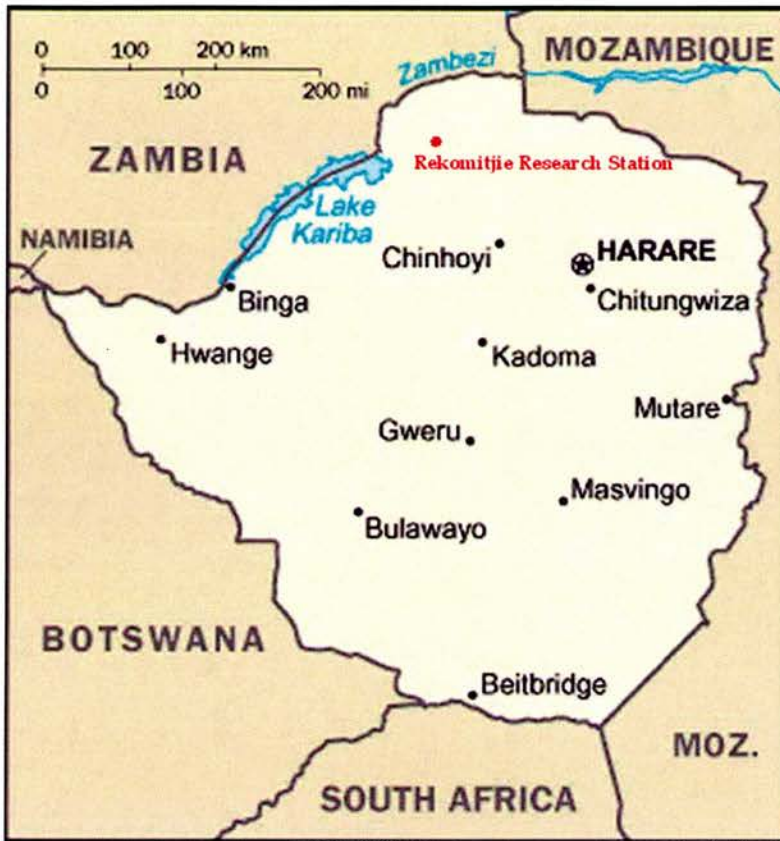 0 100 200 km
0 100 200 mi
Zambezi
MOZAMBIQUE
ZAMBIA
Rekomitjie Research Station
Lake
Kariba
NAMIBIA
Chinhoyi
HARARE
Binga
Chitungwiza
Hwange
Kadoma
Mutare
Gweru
Masvingo
Bulawayo
BOTSWANA
Beitbridge
MOZ.
SOUTH AFRICA